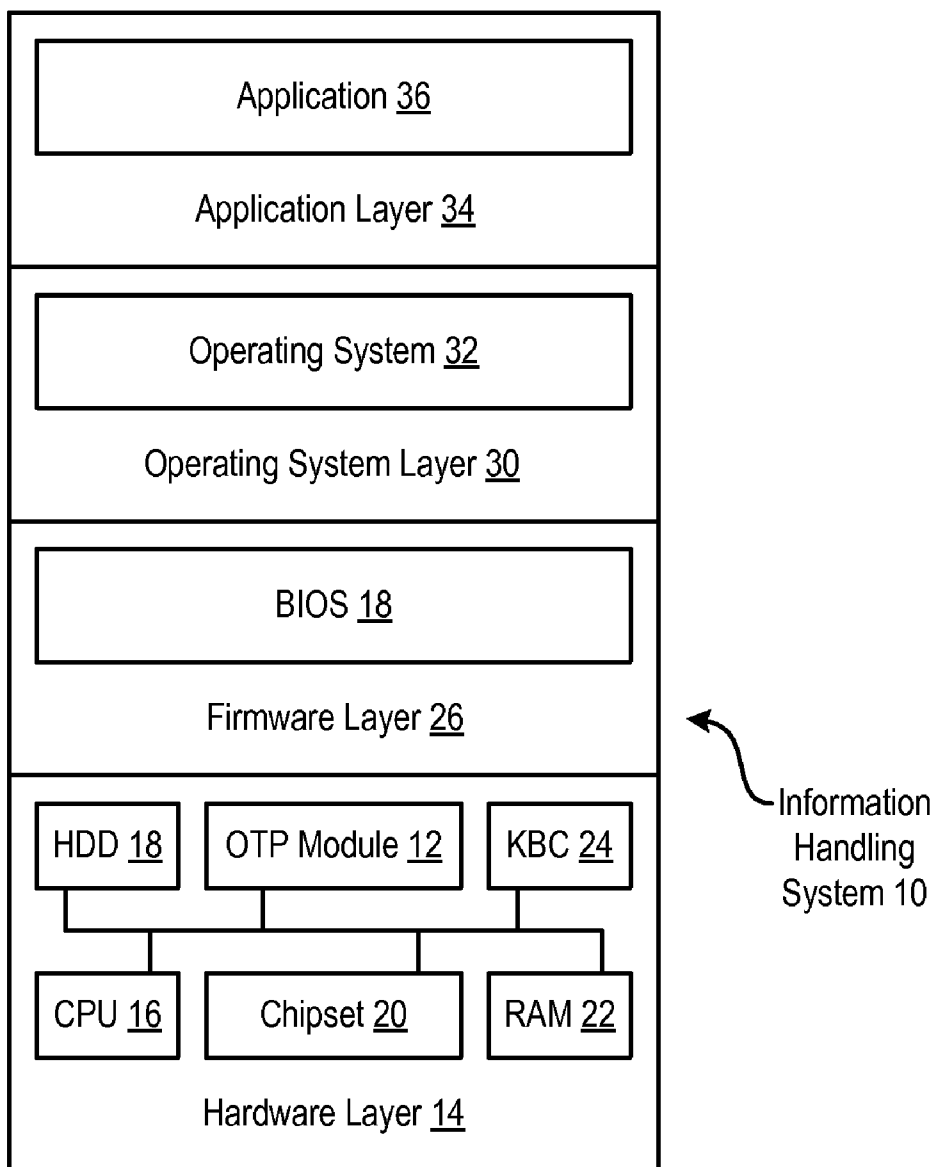 Application 36
Application Layer 34
Operating System 32
Operating System Layer 30
BIOS 18
Firmware Layer 26
HDD 18
OTP Module 12
KBC 24
CPU 16
Chipset 20
RAM 22
Hardware Layer 14
Information
Handling
System 10